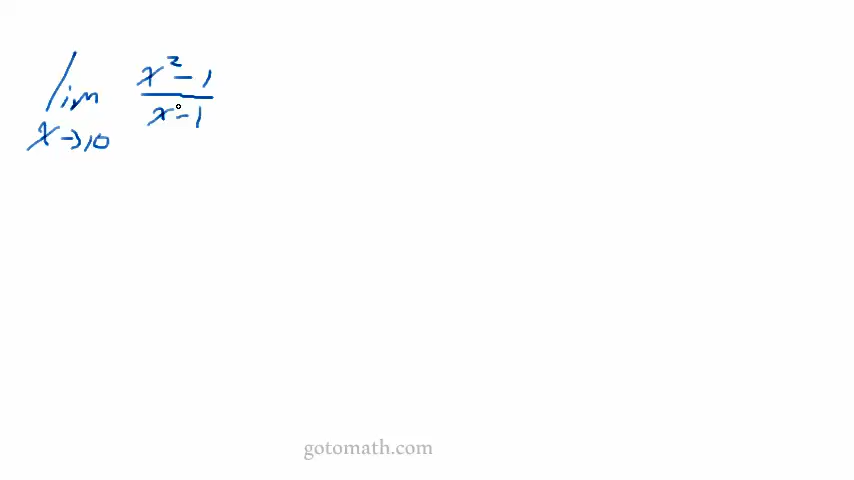 lim x→10 (x² - 1)/(x - 1)
gotomath.com